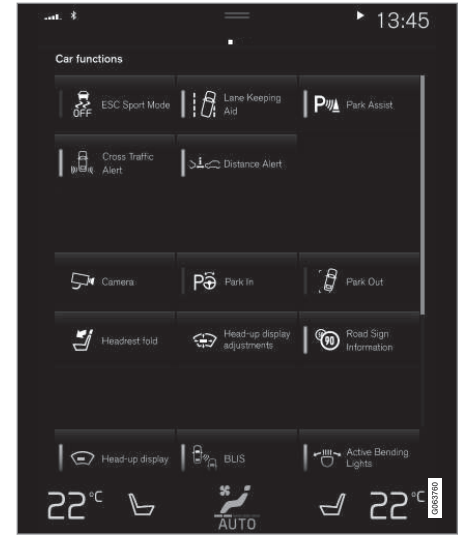 13:45
Car functions
OFF
ESC Sport Mode
Lane Keeping
Aid
P
Park Assist
Cross Traffic
Alert
Distance Alert
Camera
P
Park In
Park Out
Headrest fold
Head-up display
adjustments
90
Road Sign
Information
Head-up display
BLIS
Active Bending
Lights
22°C
AUTO
22°C
G063760